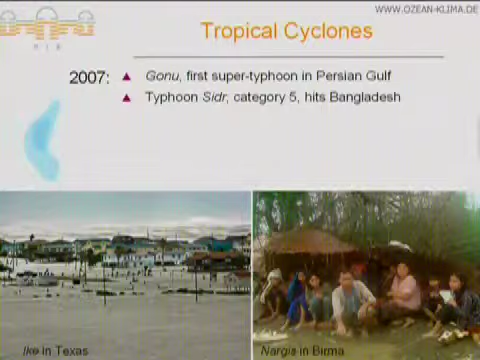 WWW.OZEAN-KLIMA.DE
P I K
Tropical Cyclones
2007: ▲ Gonu, first super-typhoon in Persian Gulf
▲ Typhoon Sidr, category 5, hits Bangladesh
Ike in Texas
Nargis in Birma